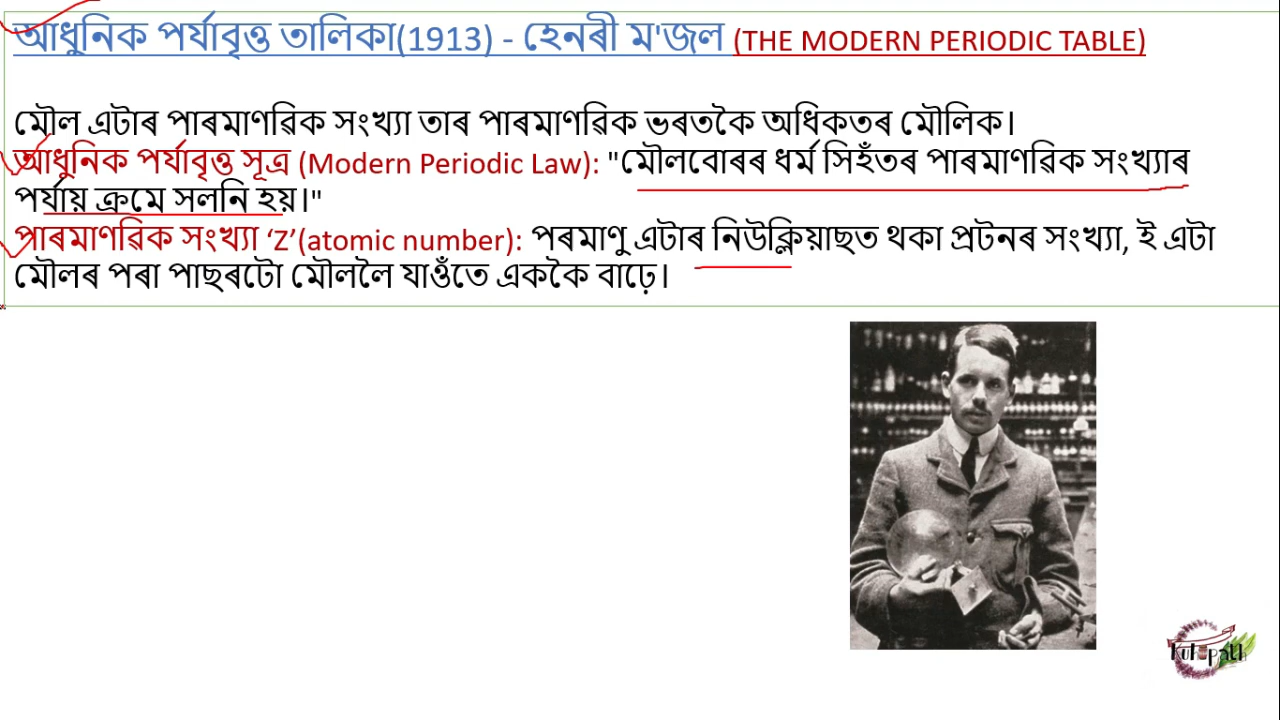 আধুনিক পৰ্যাবৃত্ত তালিকা(1913) - হেনৰী ম'জল (THE MODERN PERIODIC TABLE)
মৌল এটাৰ পাৰমাণৱিক সংখ্যা তাৰ পাৰমাণৱিক ভৰতকৈ অধিকতৰ মৌলিক।
আধুনিক পৰ্যাবৃত্ত সূত্ৰ (Modern Periodic Law): "মৌলবোৰৰ ধৰ্ম সিহঁতৰ পাৰমাণৱিক সংখ্যাৰ
পৰ্যায় ক্ৰমে সলনি হয়।"
পাৰমাণৱিক সংখ্যা ‘Z’(atomic number): পৰমাণু এটাৰ নিউক্লিয়াছত থকা প্ৰটনৰ সংখ্যা, ই এটা
মৌলৰ পৰা পাছৰটো মৌললৈ যাওঁতে এককৈ বাঢ়ে।